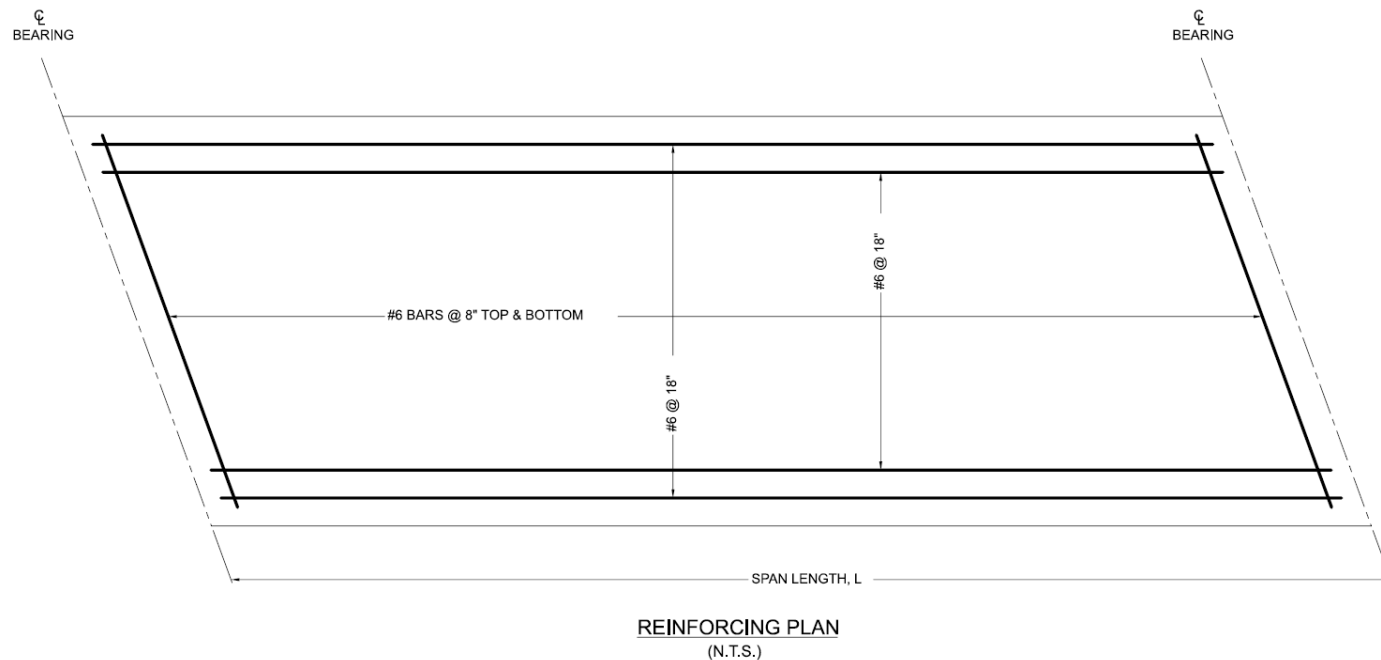 ℄
BEARING
℄
BEARING
#6 @ 18"
#6 BARS @ 8" TOP & BOTTOM
#6 @ 18"
SPAN LENGTH, L
REINFORCING PLAN
(N.T.S.)